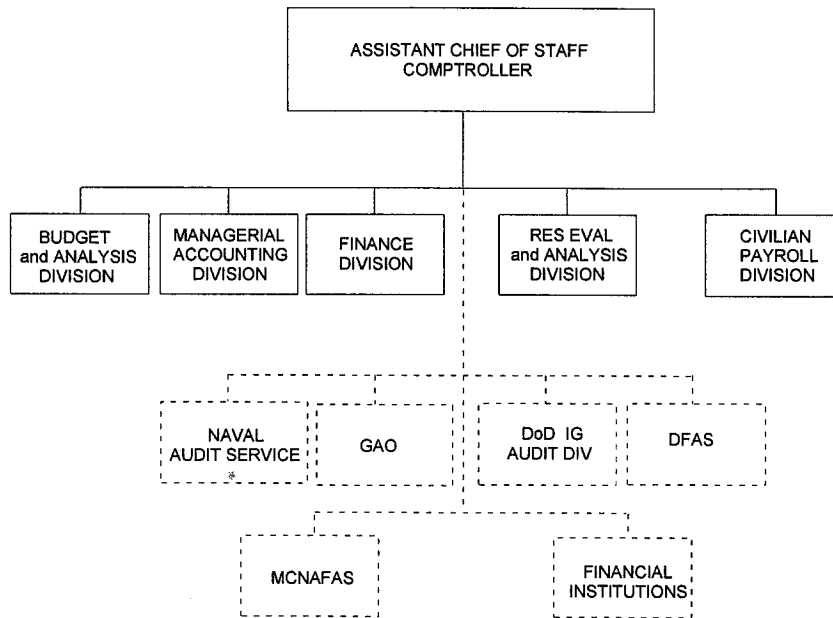 ASSISTANT CHIEF OF STAFF
COMPTROLLER
BUDGET
and ANALYSIS
DIVISION
MANAGERIAL
ACCOUNTING
DIVISION
FINANCE
DIVISION
RES EVAL
and ANALYSIS
DIVISION
CIVILIAN
PAYROLL
DIVISION
NAVAL
AUDIT SERVICE
*
GAO
DoD IG
AUDIT DIV
DFAS
MCNAFAS
FINANCIAL
INSTITUTIONS